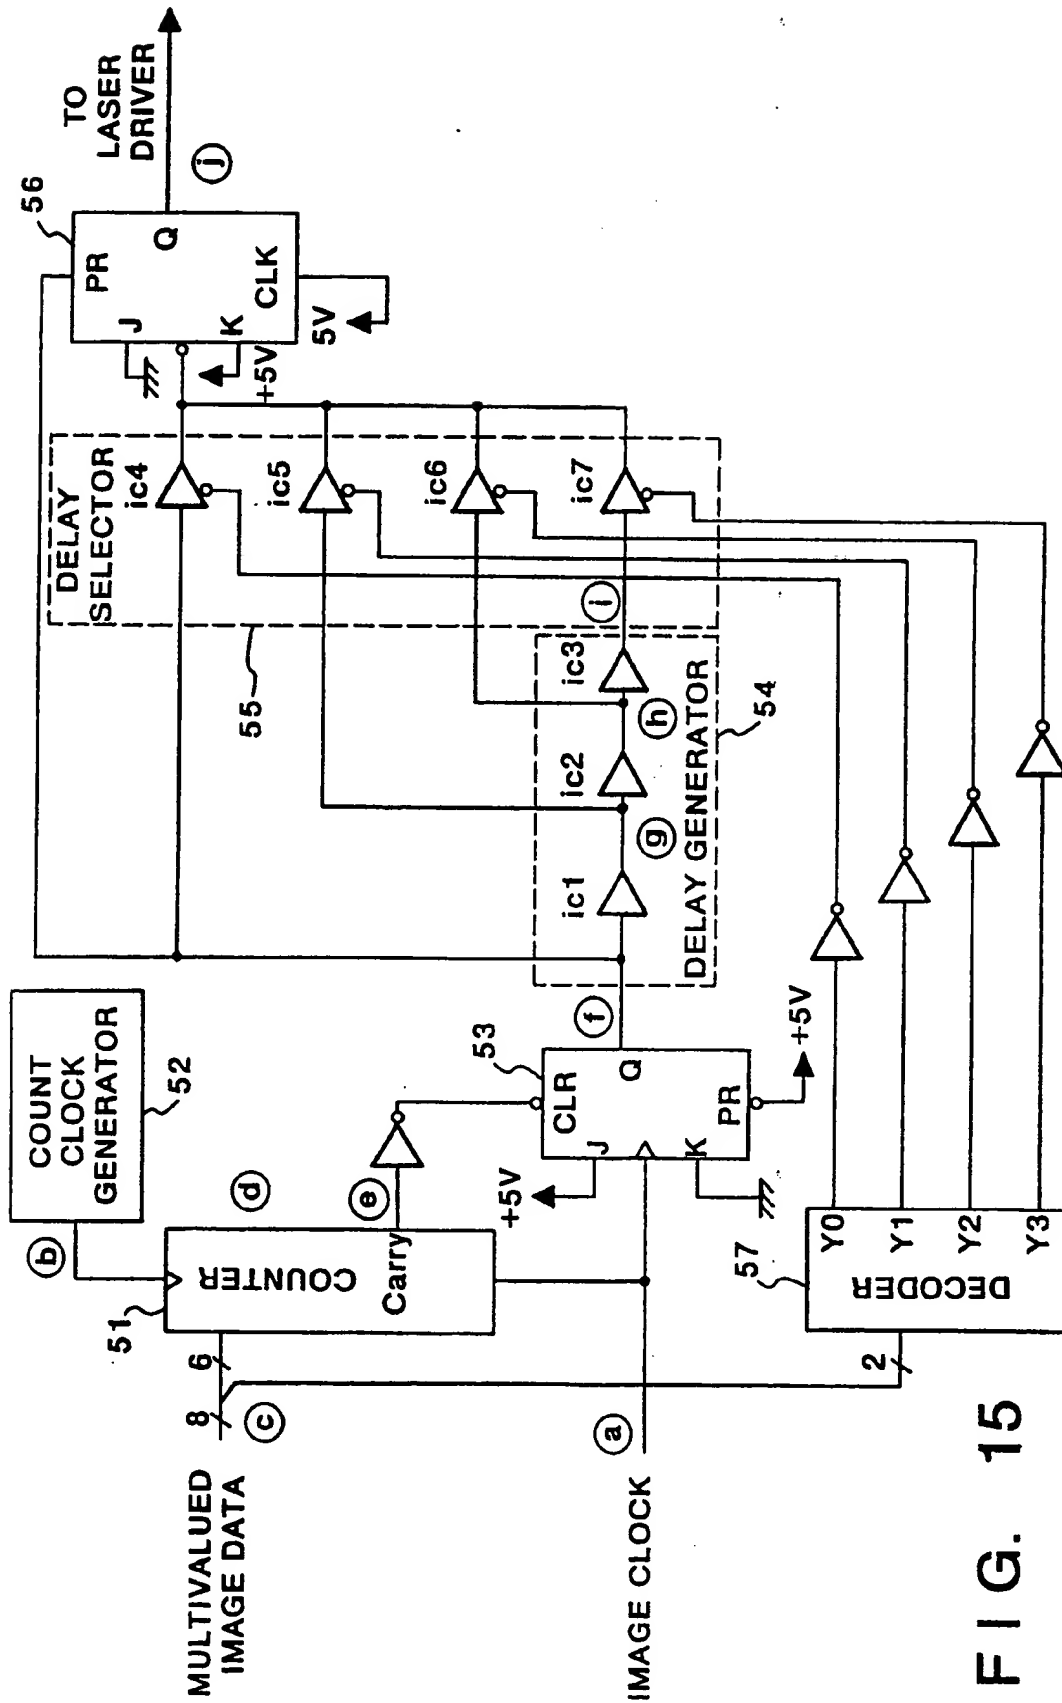 MULTIVALUED
IMAGE DATA
IMAGE CLOCK
8
6
c
a
2
51
COUNTER
Carry
b
COUNT
CLOCK
GENERATOR
52
d
e
+5V
J
K
CLR
PR
Q
53
+5V
f
57
DECODER
Y0
Y1
Y2
Y3
ic1
g
ic2
h
ic3
i
DELAY GENERATOR
54
55
DELAY
SELECTOR
ic4
ic5
ic6
ic7
+5V
5V
J
K
PR
CLK
Q
56
j
TO
LASER
DRIVER
FIG. 15